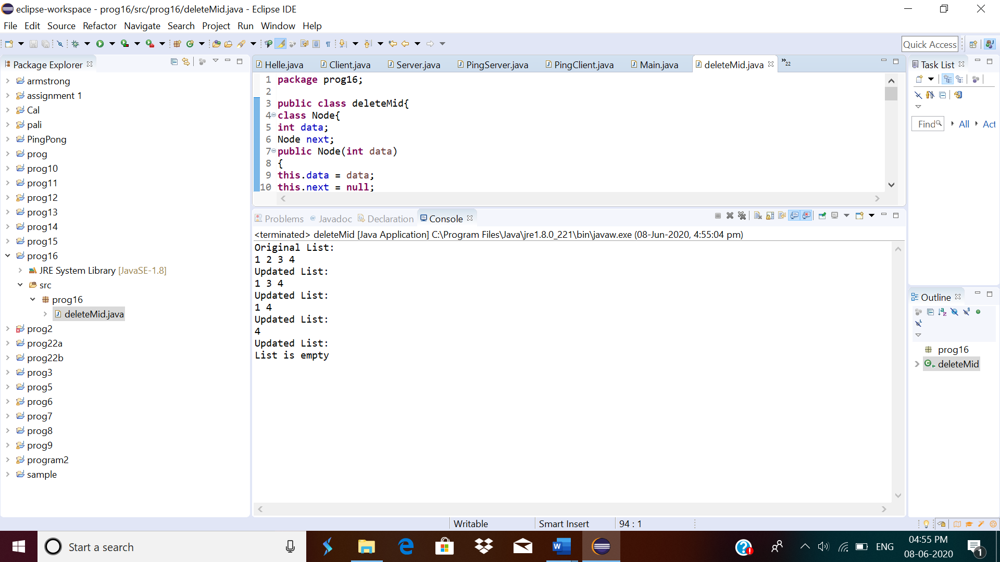 eclipse-workspace - prog16/src/prog16/deleteMid.java - Eclipse IDE
File Edit Source Refactor Navigate Search Project Run Window Help
Quick Access
Package Explorer
armstrong
assignment 1
Cal
pali
PingPong
prog
prog10
prog11
prog12
prog13
prog14
prog15
prog16
JRE System Library [JavaSE-1.8]
src
prog16
deleteMid.java
prog2
prog22a
prog22b
prog3
prog5
prog6
prog7
prog8
prog9
program2
sample
Helle.java Client.java Server.java PingServer.java PingClient.java Main.java deleteMid.java »22
1 package prog16;
2
3 public class deleteMid{
4 class Node{
5 int data;
6 Node next;
7 public Node(int data)
8 {
9 this.data = data;
10 this.next = null;
Problems @ Javadoc Declaration Console
<terminated> deleteMid [Java Application] C:\Program Files\Java\jre1.8.0_221\bin\javaw.exe (08-Jun-2020, 4:55:04 pm)
Original List:
1 2 3 4
Updated List:
1 3 4
Updated List:
1 4
Updated List:
4
Updated List:
List is empty
Task List
Find All Act
Outline
prog16
deleteMid
Writable Smart Insert 94 : 1
Start a search
ENG
04:55 PM
08-06-2020
1